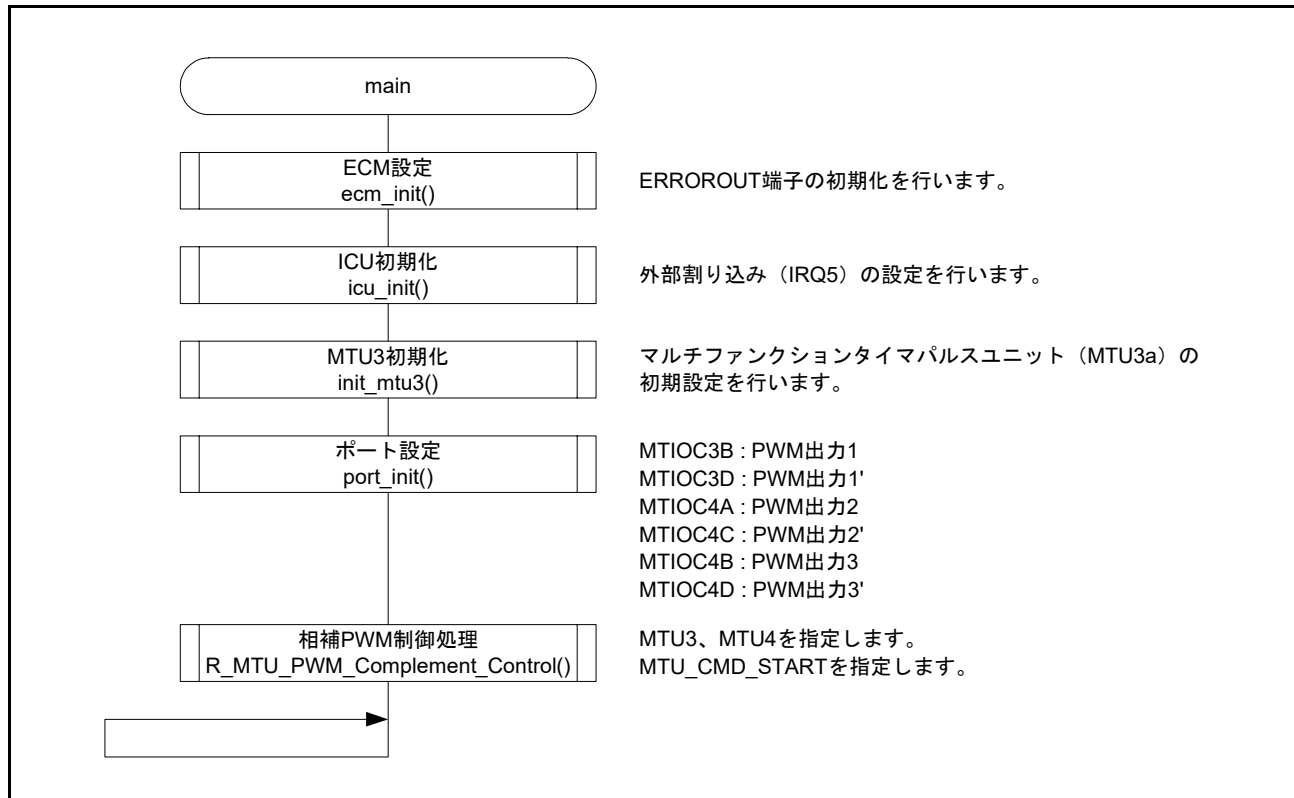 main
ECM設定
ecm_init()
ERROROUT端子の初期化を行います。
ICU初期化
icu_init()
外部割り込み（IRQ5）の設定を行います。
MTU3初期化
init_mtu3()
マルチファンクションタイマパルスユニット（MTU3a）の
初期設定を行います。
ポート設定
port_init()
MTIOC3B : PWM出力1
MTIOC3D : PWM出力1'
MTIOC4A : PWM出力2
MTIOC4C : PWM出力2'
MTIOC4B : PWM出力3
MTIOC4D : PWM出力3'
相補PWM制御処理
R_MTU_PWM_Complement_Control()
MTU3、MTU4を指定します。
MTU_CMD_STARTを指定します。